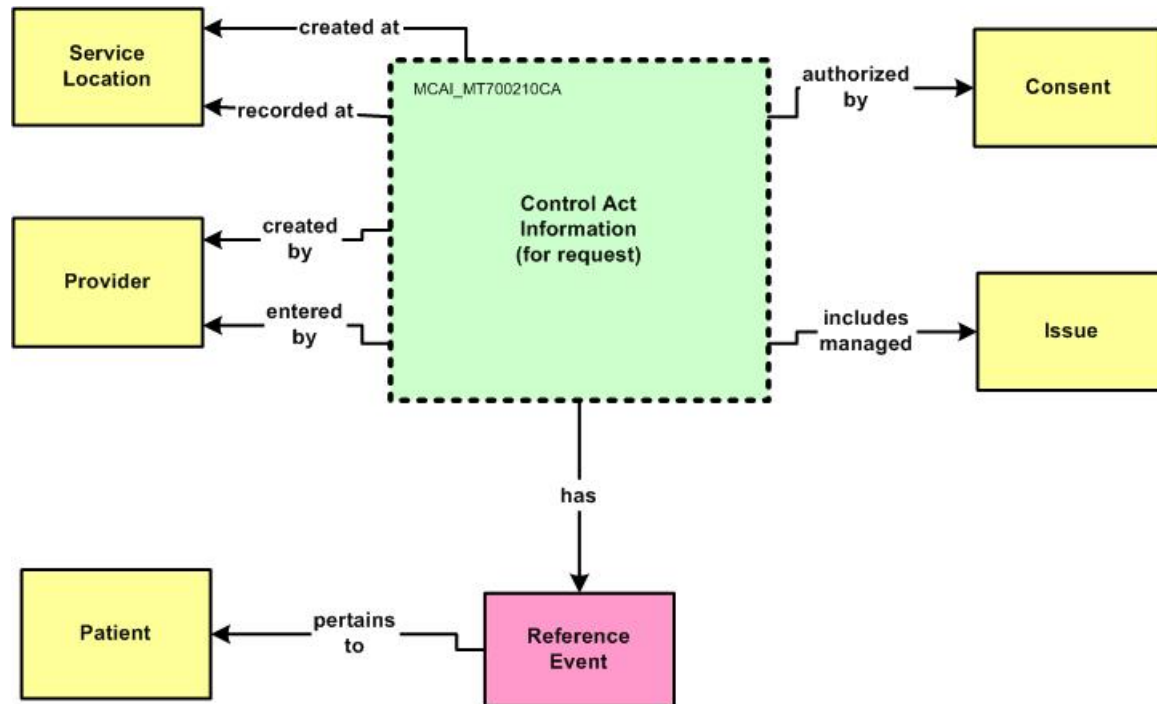 created at
Service
Location
recorded at
MCAI_MT700210CA
authorized
by
Consent
Control Act
Information
(for request)
Provider
created
by
entered
by
includes
managed
Issue
has
Patient
pertains
to
Reference
Event